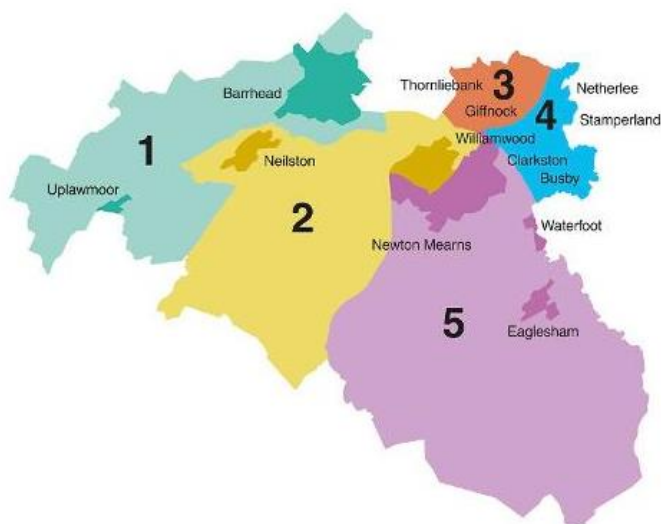 Thornliebank
3
Netherlee
Barrhead
Giffnock
4
Stamperland
Williamwood
1
Neilston
Clarkston
Busby
Uplawmoor
2
Waterfoot
Newton Mearns
5
Eaglesham